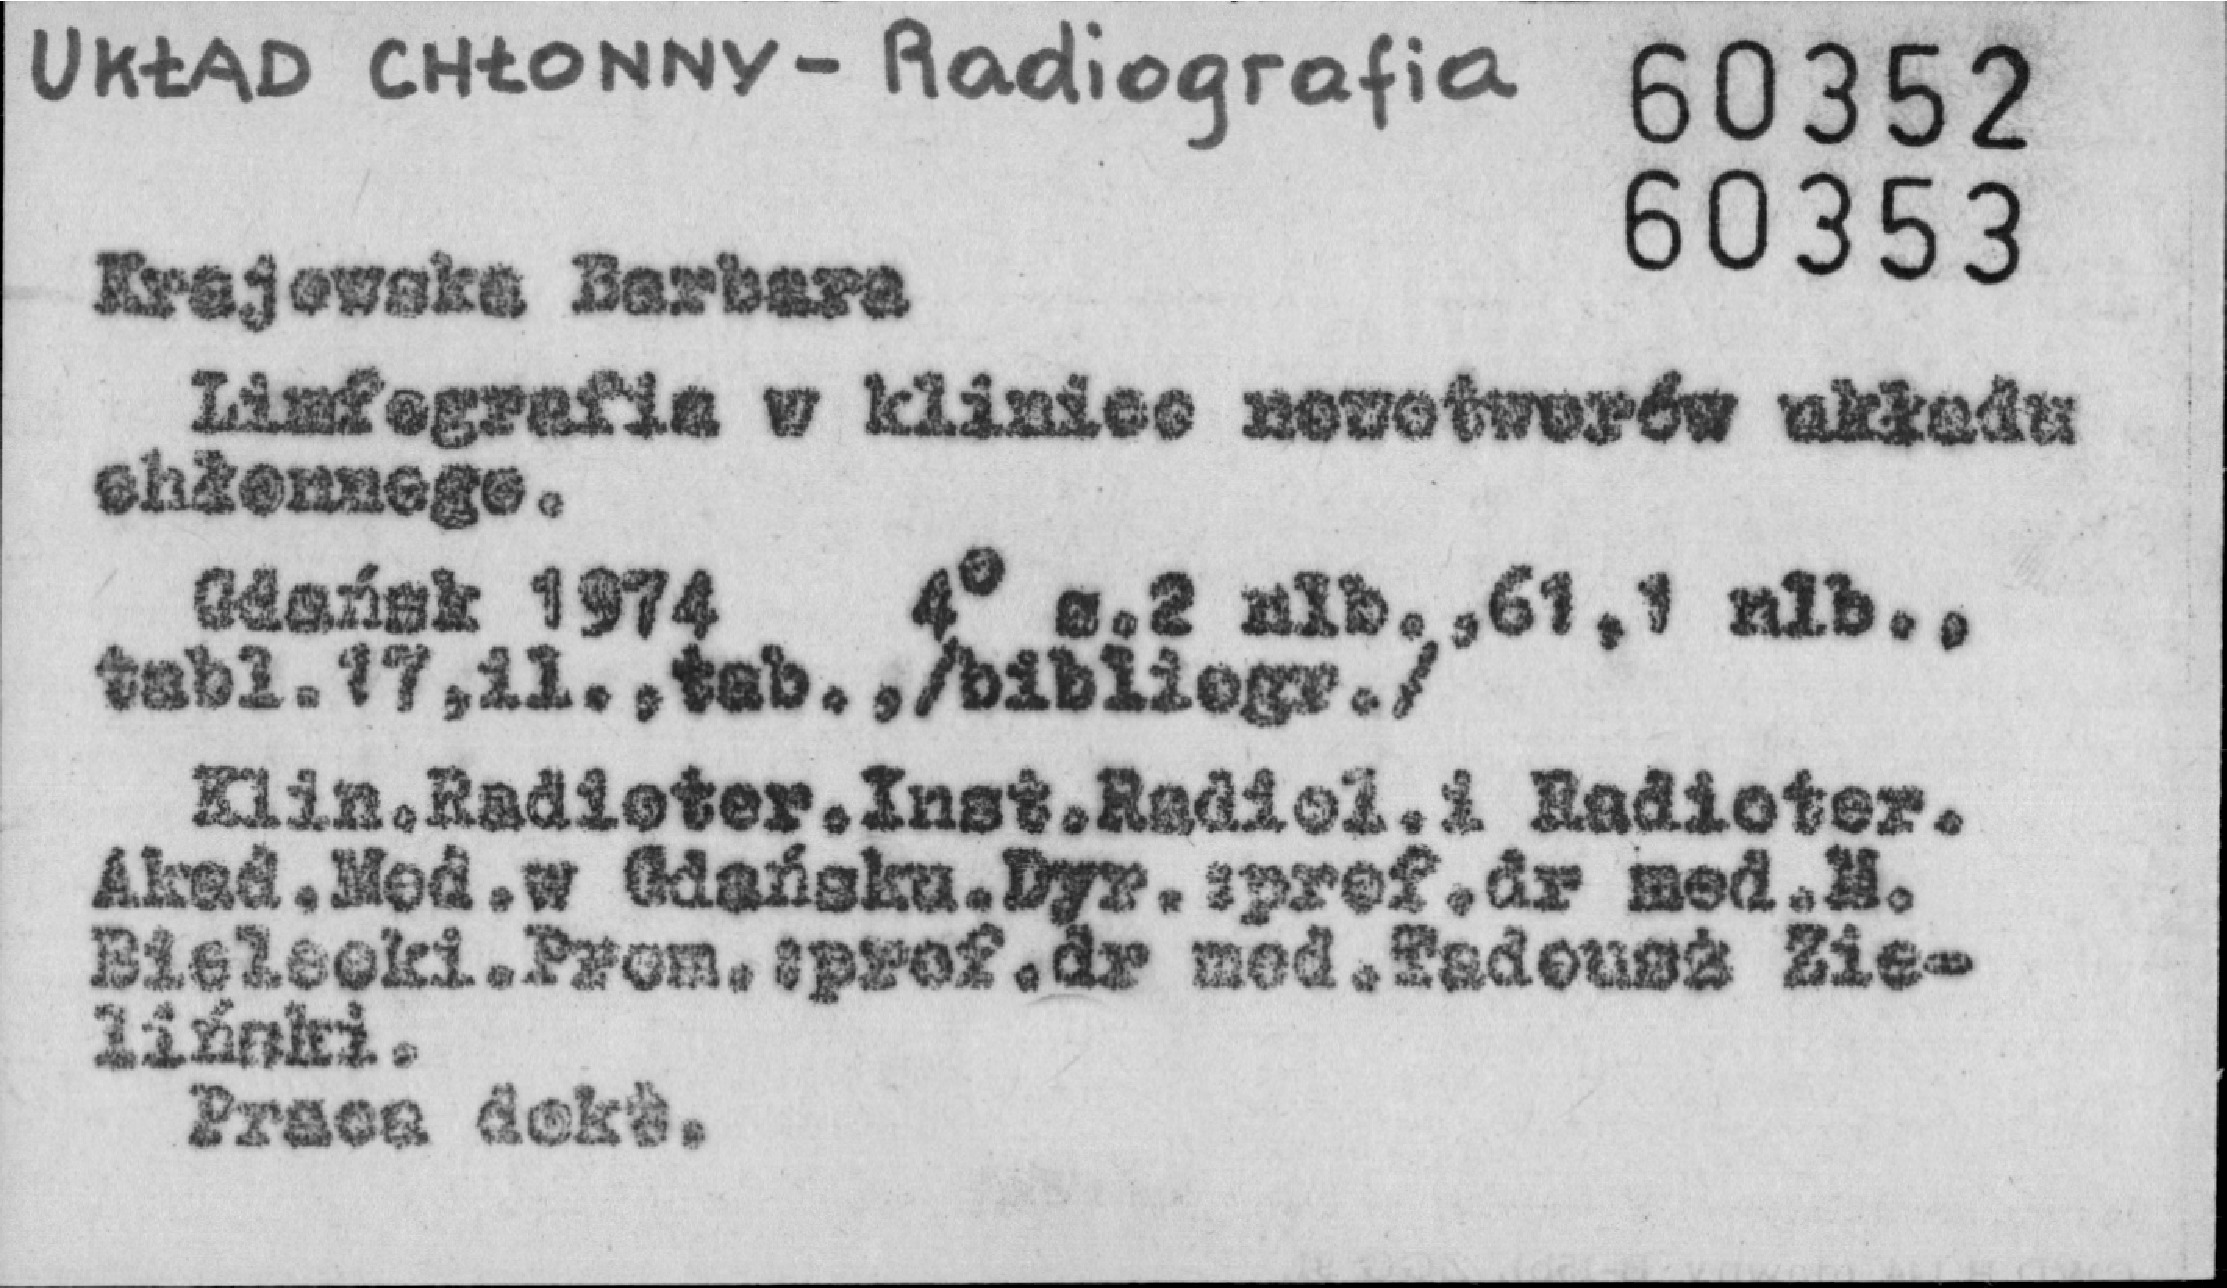 UKŁAD CHŁONNY - Radiografia
60352
60353
Krajewska Barbara
Limfografia w klinice nowotworów układu
chłonnego.
Gdańsk 1974 4° s.2 nlb.,61,1 nlb.,
tabl.17,il.,tab.,/bibliogr./
Klin.Radioter.Inst.Radiol.i Radioter.
Akad.Med.w Gdańsku.Dyr.:prof.dr med.M.
Bielecki.Prom.:prof.dr med.Tadeusz Zie-
liński.
Praca dokt.